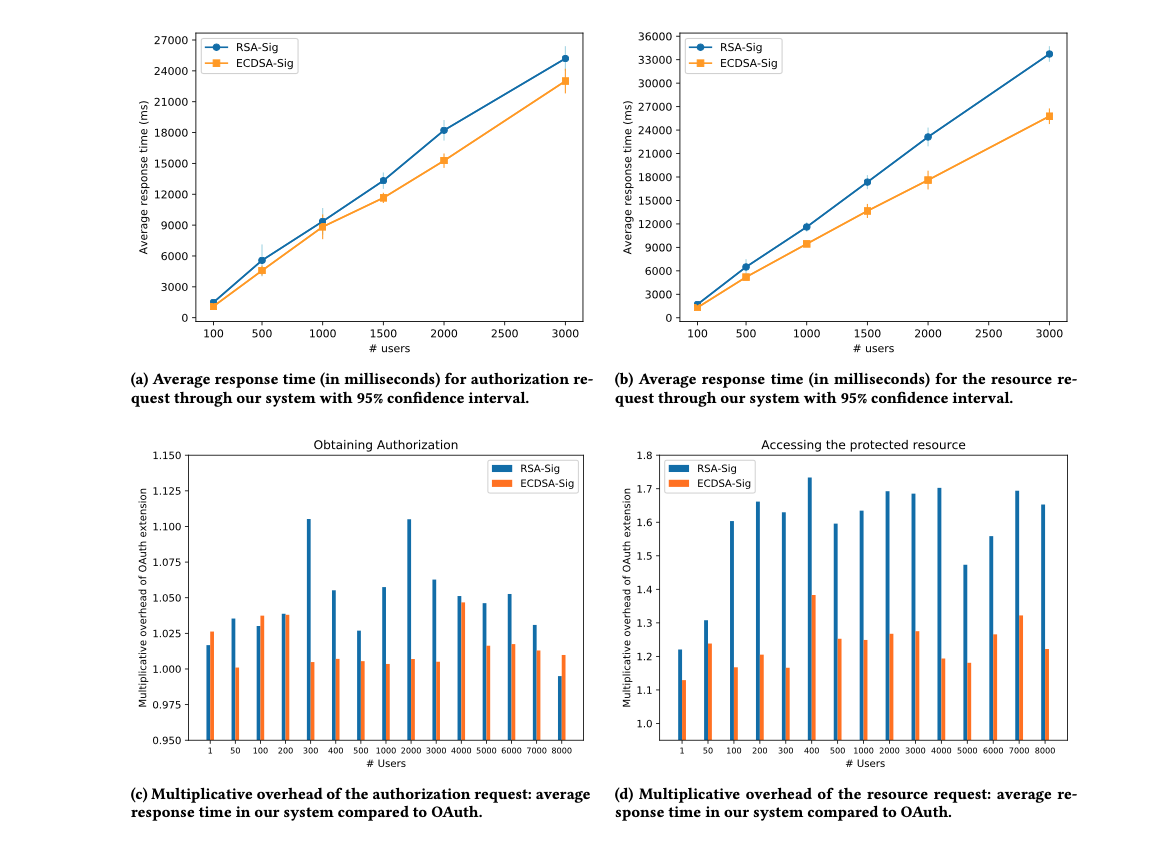 27000
24000
21000
18000
15000
12000
9000
6000
3000
0
Average response time (ms)
RSA-Sig
ECDSA-Sig
100 500 1000 1500 2000 2500 3000
# users
(a) Average response time (in milliseconds) for authorization re-
quest through our system with 95% confidence interval.
36000
33000
30000
27000
24000
21000
18000
15000
12000
9000
6000
3000
0
Average response time (ms)
RSA-Sig
ECDSA-Sig
100 500 1000 1500 2000 2500 3000
# users
(b) Average response time (in milliseconds) for the resource re-
quest through our system with 95% confidence interval.
Obtaining Authorization
1.150
1.125
1.100
1.075
1.050
1.025
1.000
0.975
0.950
Multiplicative overhead of OAuth extension
RSA-Sig
ECDSA-Sig
1 50 100 200 300 400 500 1000 2000 3000 4000 5000 6000 7000 8000
# Users
(c) Multiplicative overhead of the authorization request: average
response time in our system compared to OAuth.
Accessing the protected resource
1.8
1.7
1.6
1.5
1.4
1.3
1.2
1.1
1.0
Multiplicative overhead of OAuth extension
RSA-Sig
ECDSA-Sig
1 50 100 200 300 400 500 1000 2000 3000 4000 5000 6000 7000 8000
# Users
(d) Multiplicative overhead of the resource request: average re-
sponse time in our system compared to OAuth.